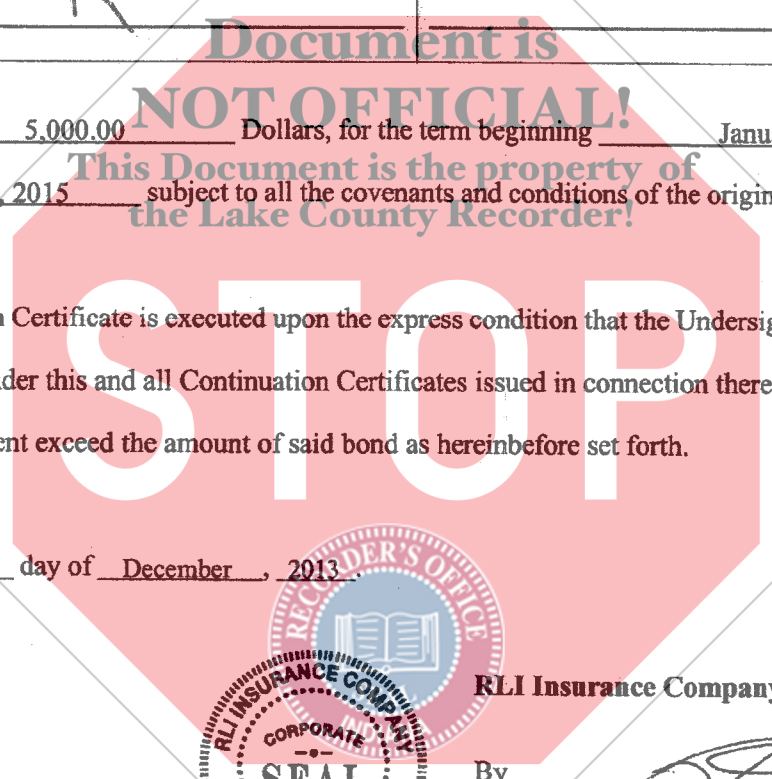 Document is
NOT OFFICIAL!
5,000.00 Dollars, for the term beginning Janu
This Document is the property of
, 2015 subject to all the covenants and conditions of the origin
the Lake County Recorder!
STOP
n Certificate is executed upon the express condition that the Undersig
der this and all Continuation Certificates issued in connection there
ent exceed the amount of said bond as hereinbefore set forth.
day of December , 2013 .
RECORDER'S OFFICE
RLI INSURANCE COMPANY
RLI Insurance Company
CORPORATE
SEAL
By